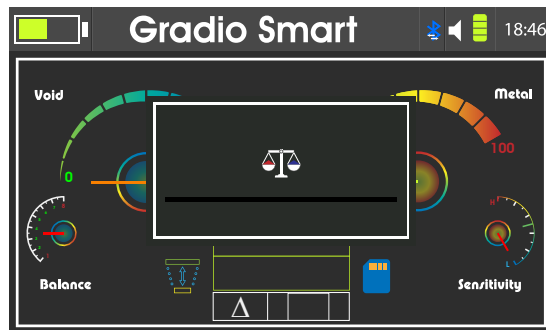 Gradio Smart
18:46
Void
Metal
0
100
H
L
Balance
Sensitivity
Δ